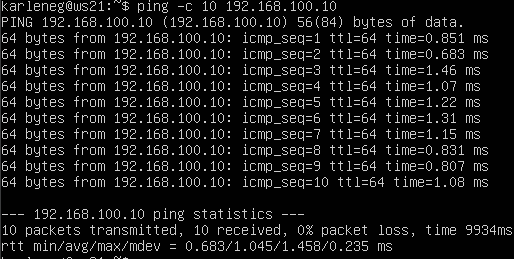 karleneg@ws21:~$ ping -c 10 192.168.100.10
PING 192.168.100.10 (192.168.100.10) 56(84) bytes of data.
64 bytes from 192.168.100.10: icmp_seq=1 ttl=64 time=0.851 ms
64 bytes from 192.168.100.10: icmp_seq=2 ttl=64 time=0.683 ms
64 bytes from 192.168.100.10: icmp_seq=3 ttl=64 time=1.46 ms
64 bytes from 192.168.100.10: icmp_seq=4 ttl=64 time=1.07 ms
64 bytes from 192.168.100.10: icmp_seq=5 ttl=64 time=1.22 ms
64 bytes from 192.168.100.10: icmp_seq=6 ttl=64 time=1.31 ms
64 bytes from 192.168.100.10: icmp_seq=7 ttl=64 time=1.15 ms
64 bytes from 192.168.100.10: icmp_seq=8 ttl=64 time=0.831 ms
64 bytes from 192.168.100.10: icmp_seq=9 ttl=64 time=0.807 ms
64 bytes from 192.168.100.10: icmp_seq=10 ttl=64 time=1.08 ms

--- 192.168.100.10 ping statistics ---
10 packets transmitted, 10 received, 0% packet loss, time 9934ms
rtt min/avg/max/mdev = 0.683/1.045/1.458/0.235 ms
karleneg@ws21:~$